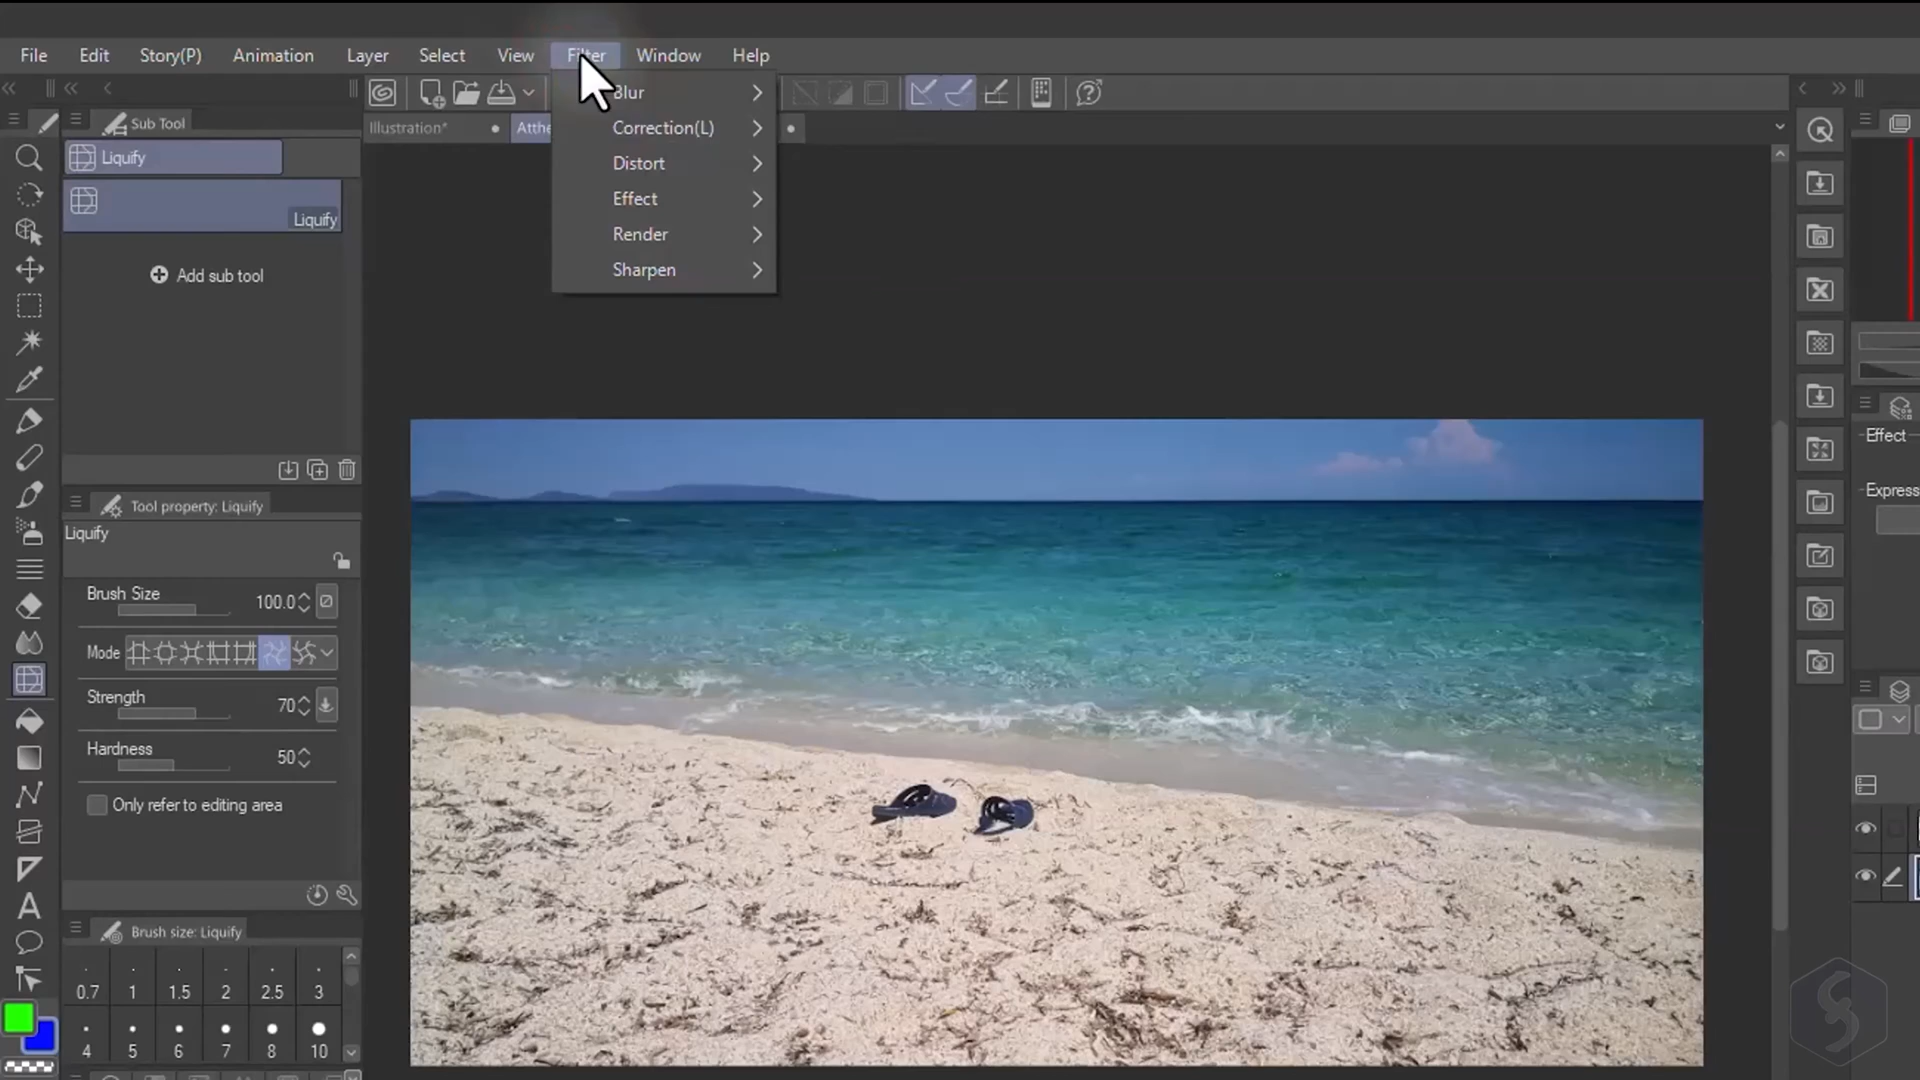 File Edit Story(P) Animation Layer Select View Filter Window Help
Blur
Correction(L)
Distort
Effect
Render
Sharpen
Illustration*
Atthe
Sub Tool
Liquify
Liquify
Add sub tool
Tool property: Liquify
Liquify
Brush Size 100.0
Mode
Strength 70
Hardness 50
Only refer to editing area
Brush size: Liquify
0.7 1 1.5 2 2.5 3
4 5 6 7 8 10
Effect
Express